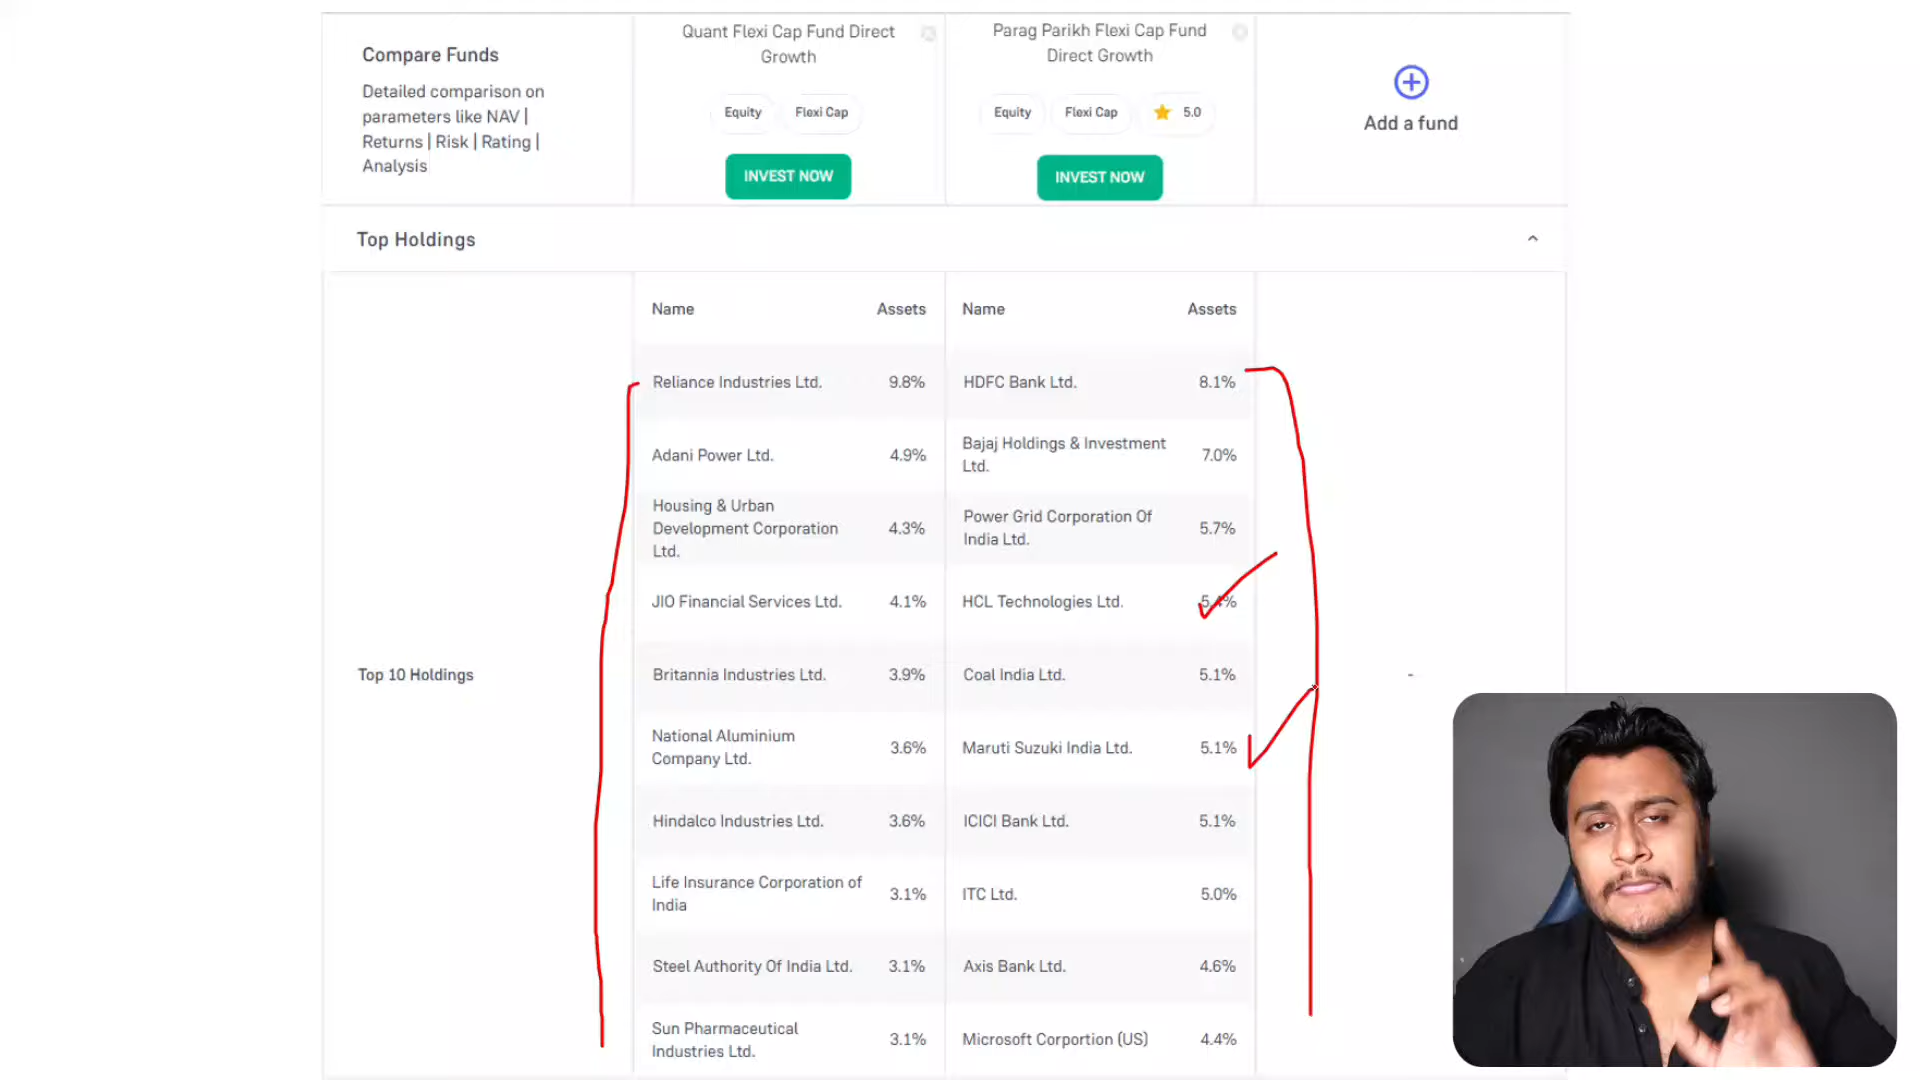 Compare Funds
Detailed comparison on
parameters like NAV |
Returns | Risk | Rating |
Analysis
Quant Flexi Cap Fund Direct
Growth
Equity
Flexi Cap
INVEST NOW
Parag Parikh Flexi Cap Fund
Direct Growth
Equity
Flexi Cap
5.0
INVEST NOW
Add a fund
Top Holdings
Name Assets Name Assets
Reliance Industries Ltd. 9.8% HDFC Bank Ltd. 8.1%
Adani Power Ltd. 4.9% Bajaj Holdings & Investment
Ltd. 7.0%
Housing & Urban
Development Corporation
Ltd. 4.3% Power Grid Corporation Of
India Ltd. 5.7%
JIO Financial Services Ltd. 4.1% HCL Technologies Ltd. 5.4%
Top 10 Holdings
Britannia Industries Ltd. 3.9% Coal India Ltd. 5.1% -
National Aluminium
Company Ltd. 3.6% Maruti Suzuki India Ltd. 5.1%
Hindalco Industries Ltd. 3.6% ICICI Bank Ltd. 5.1%
Life Insurance Corporation of
India 3.1% ITC Ltd. 5.0%
Steel Authority Of India Ltd. 3.1% Axis Bank Ltd. 4.6%
Sun Pharmaceutical
Industries Ltd. 3.1% Microsoft Corportion (US) 4.4%